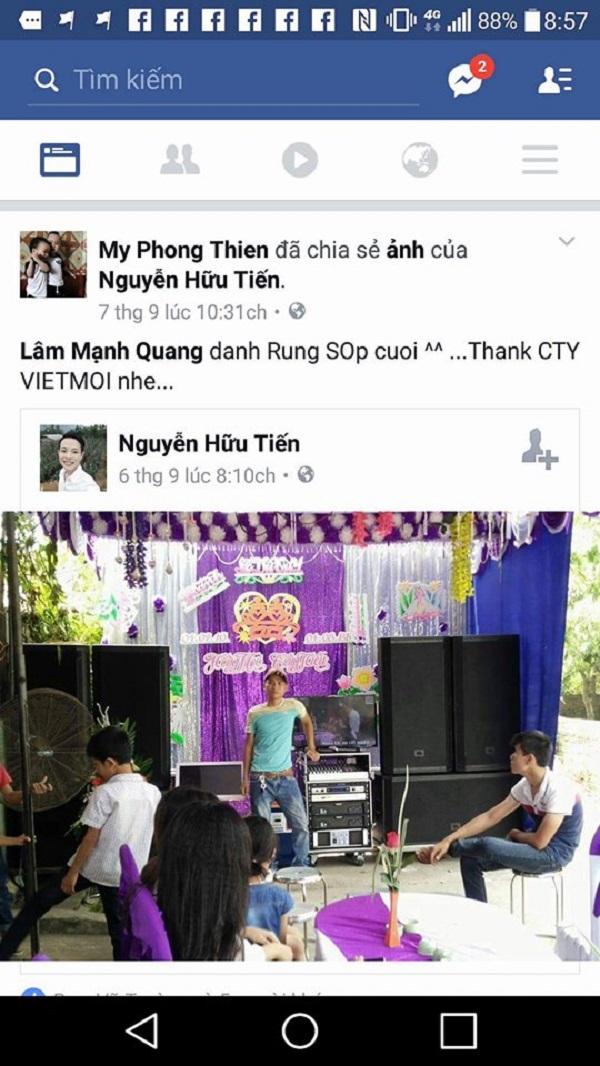 4G 88% 8:57
Tìm kiếm
2
My Phong Thien đã chia sẻ ảnh của
Nguyễn Hữu Tiến.
7 thg 9 lúc 10:31ch
Lâm Mạnh Quang danh Rung SOp cuoi ^^ ...Thank CTY
VIETMOI nhe...
Nguyễn Hữu Tiến
6 thg 9 lúc 8:10ch